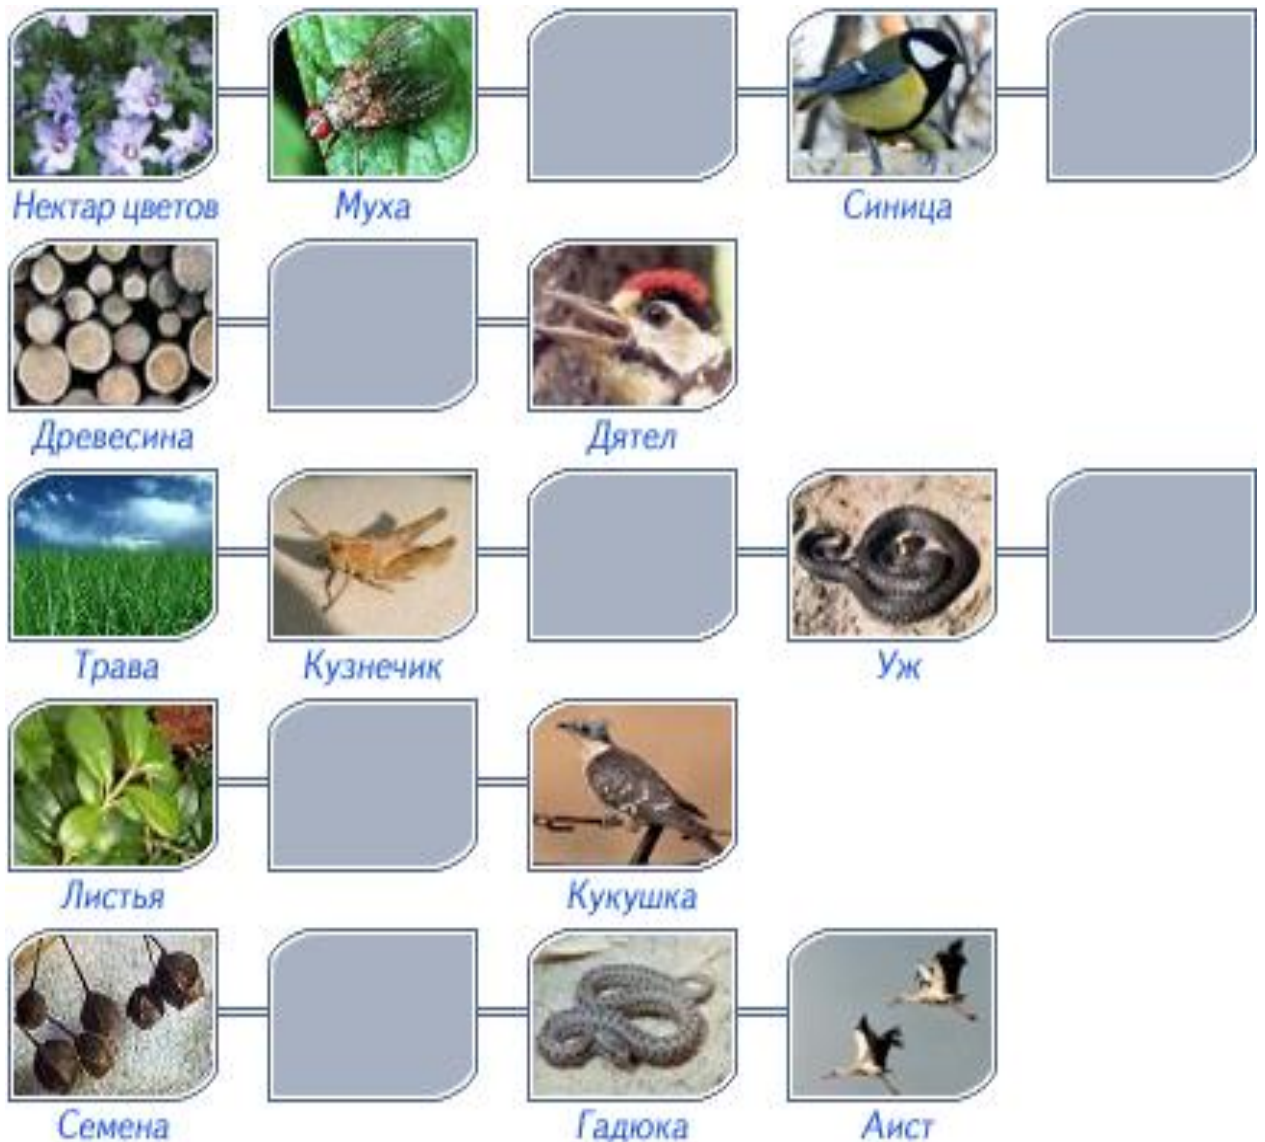 Нектар цветов Муха Синица
Древесина Дятел
Трава Кузнечик Уж
Листья Кукушка
Семена Гадюка Аист